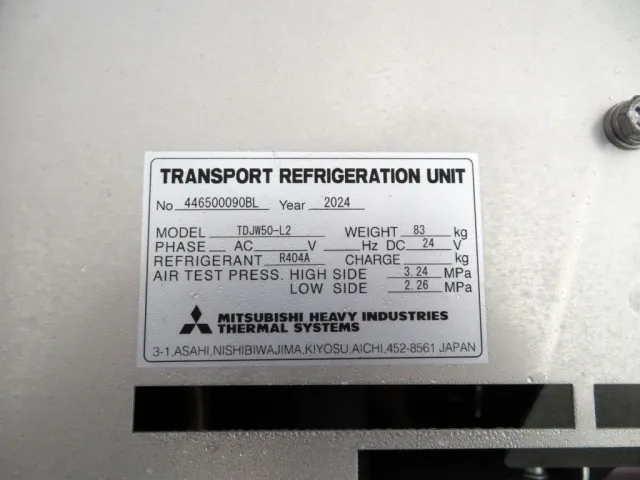 TRANSPORT REFRIGERATION UNIT
No 446500090BL Year 2024
MODEL TDJW50-L2 WEIGHT 83 kg
PHASE AC V Hz DC 24 V
REFRIGERANT R404A CHARGE kg
AIR TEST PRESS. HIGH SIDE 3.24 MPa
LOW SIDE 2.26 MPa
MITSUBISHI HEAVY INDUSTRIES
THERMAL SYSTEMS
3-1,ASAHI,NISHIBIWAJIMA,KIYOSU,AICHI,452-8561 JAPAN